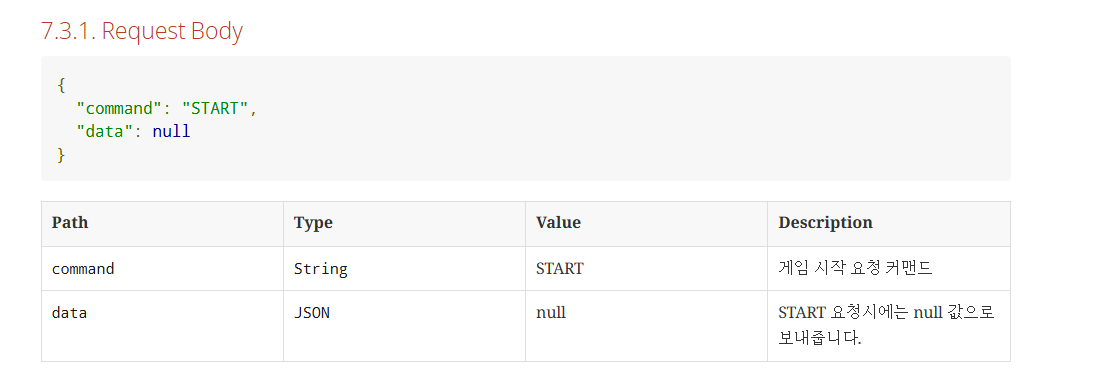 7.3.1. Request Body
{
"command": "START",
"data": null
}
Path Type Value Description
command String START 게임 시작 요청 커맨드
data JSON null START 요청시에는 null 값으로
보내줍니다.